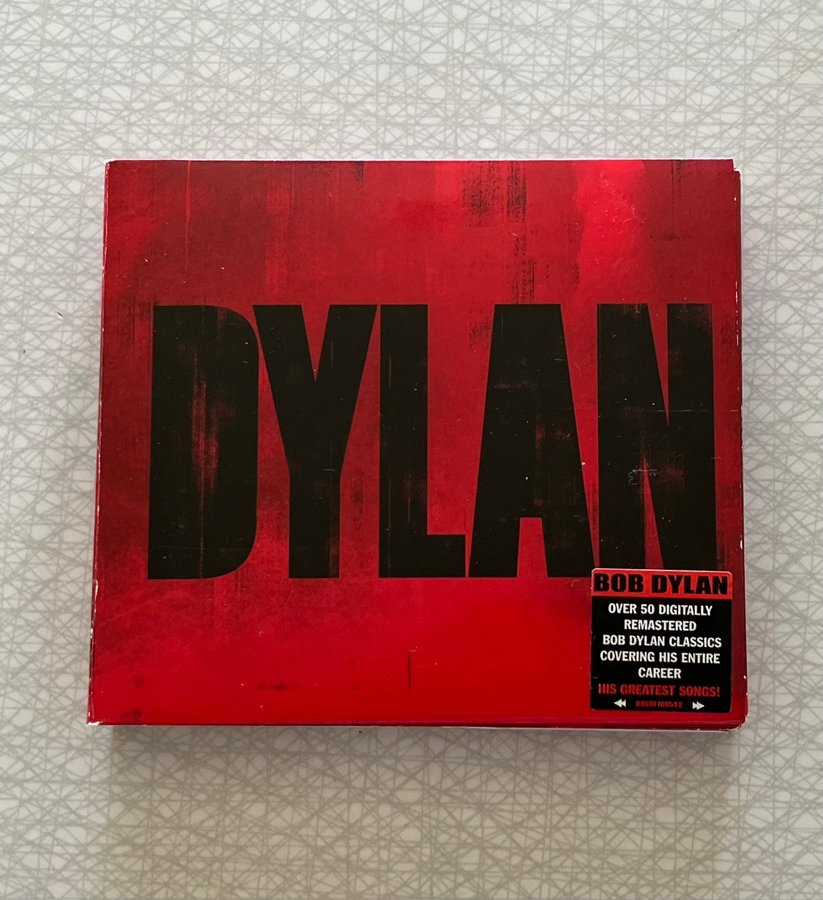 DYLAN
BOB DYLAN
OVER 50 DIGITALLY
REMASTERED
BOB DYLAN CLASSICS
COVERING HIS ENTIRE
CAREER
HIS GREATEST SONGS!